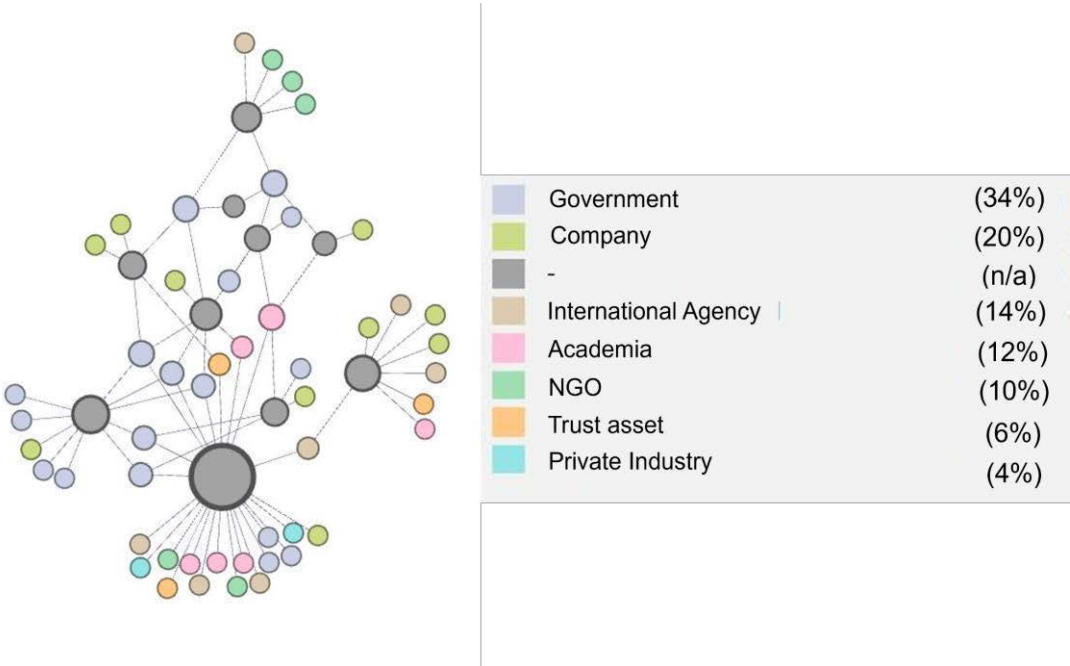 Government (34%)
Company (20%)
- (n/a)
International Agency (14%)
Academia (12%)
NGO (10%)
Trust asset (6%)
Private Industry (4%)